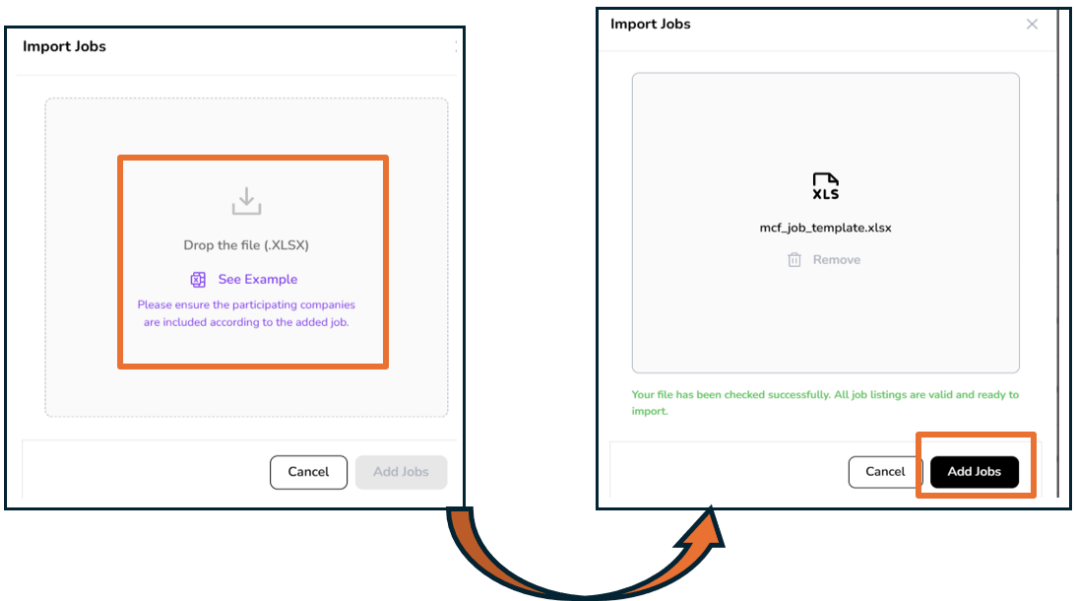 Import Jobs
Drop the file (.XLSX)
See Example
Please ensure the participating companies
are included according to the added job.
Cancel
Add Jobs
Import Jobs
XLS
mcf_job_template.xlsx
Remove
Your file has been checked successfully. All job listings are valid and ready to
import.
Cancel
Add Jobs